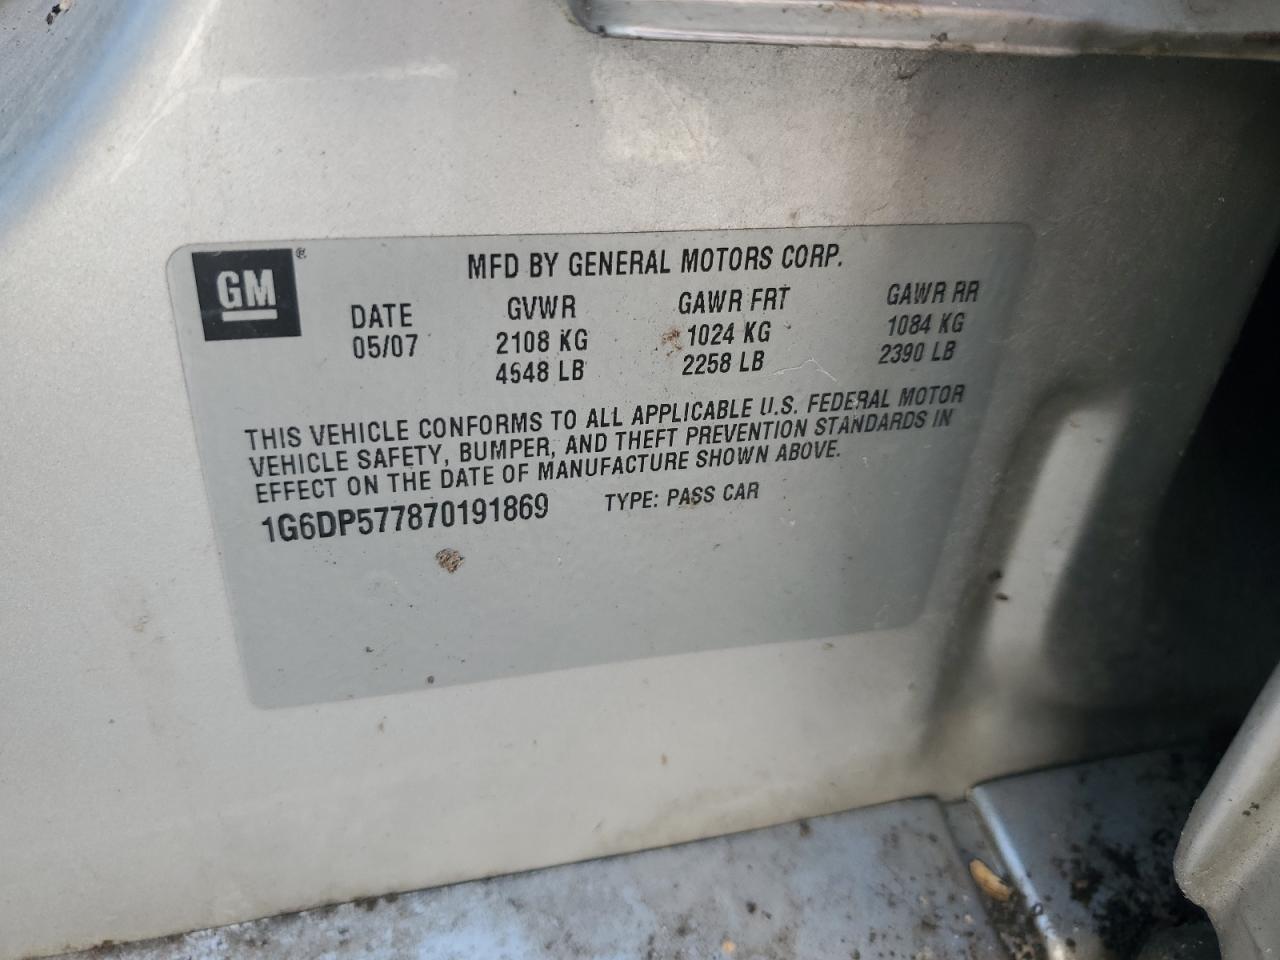 GM ®
MFD BY GENERAL MOTORS CORP.
DATE GVWR GAWR FRT GAWR RR
05/07 2108 KG 1024 KG 1084 KG
4648 LB 2258 LB 2390 LB
THIS VEHICLE CONFORMS TO ALL APPLICABLE U.S. FEDERAL MOTOR
VEHICLE SAFETY, BUMPER, AND THEFT PREVENTION STANDARDS IN
EFFECT ON THE DATE OF MANUFACTURE SHOWN ABOVE.
1G6DP577870191869 TYPE: PASS CAR